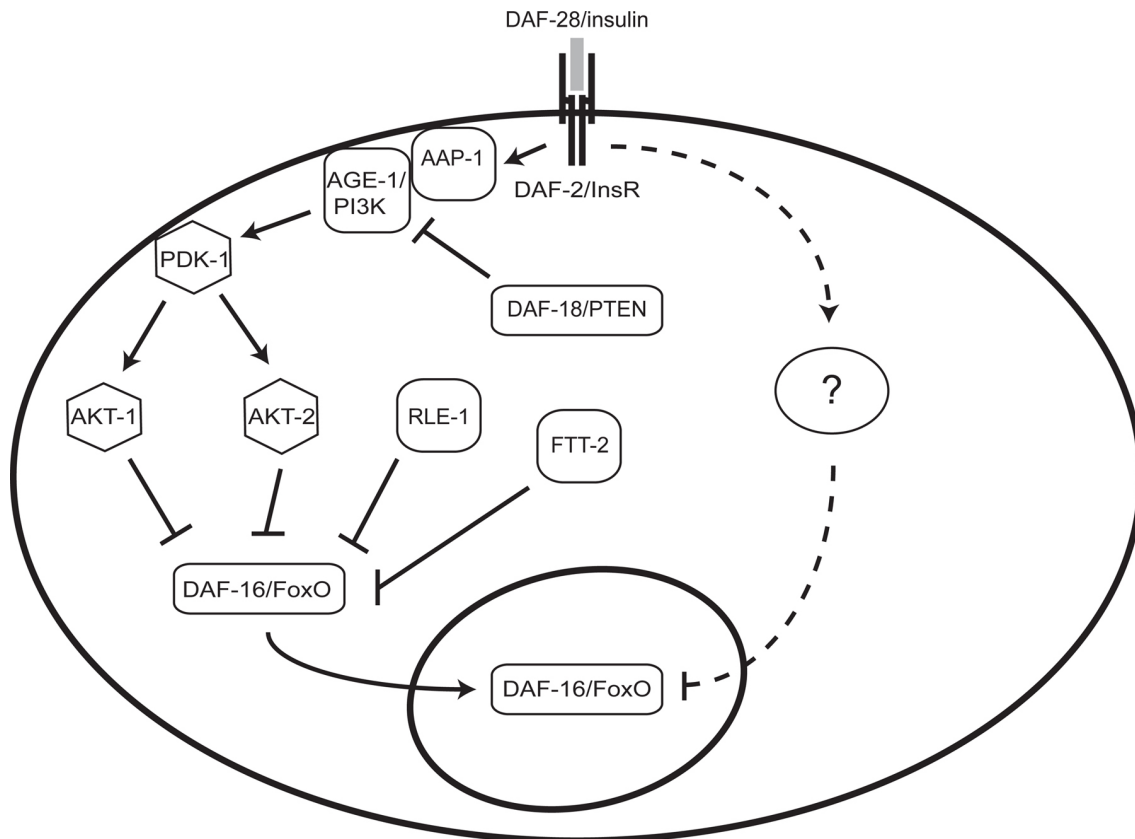 DAF-28/insulin
AAP-1
AGE-1/
PI3K
DAF-2/InsR
PDK-1
DAF-18/PTEN
?
AKT-1
AKT-2
RLE-1
FTT-2
DAF-16/FoxO
DAF-16/FoxO